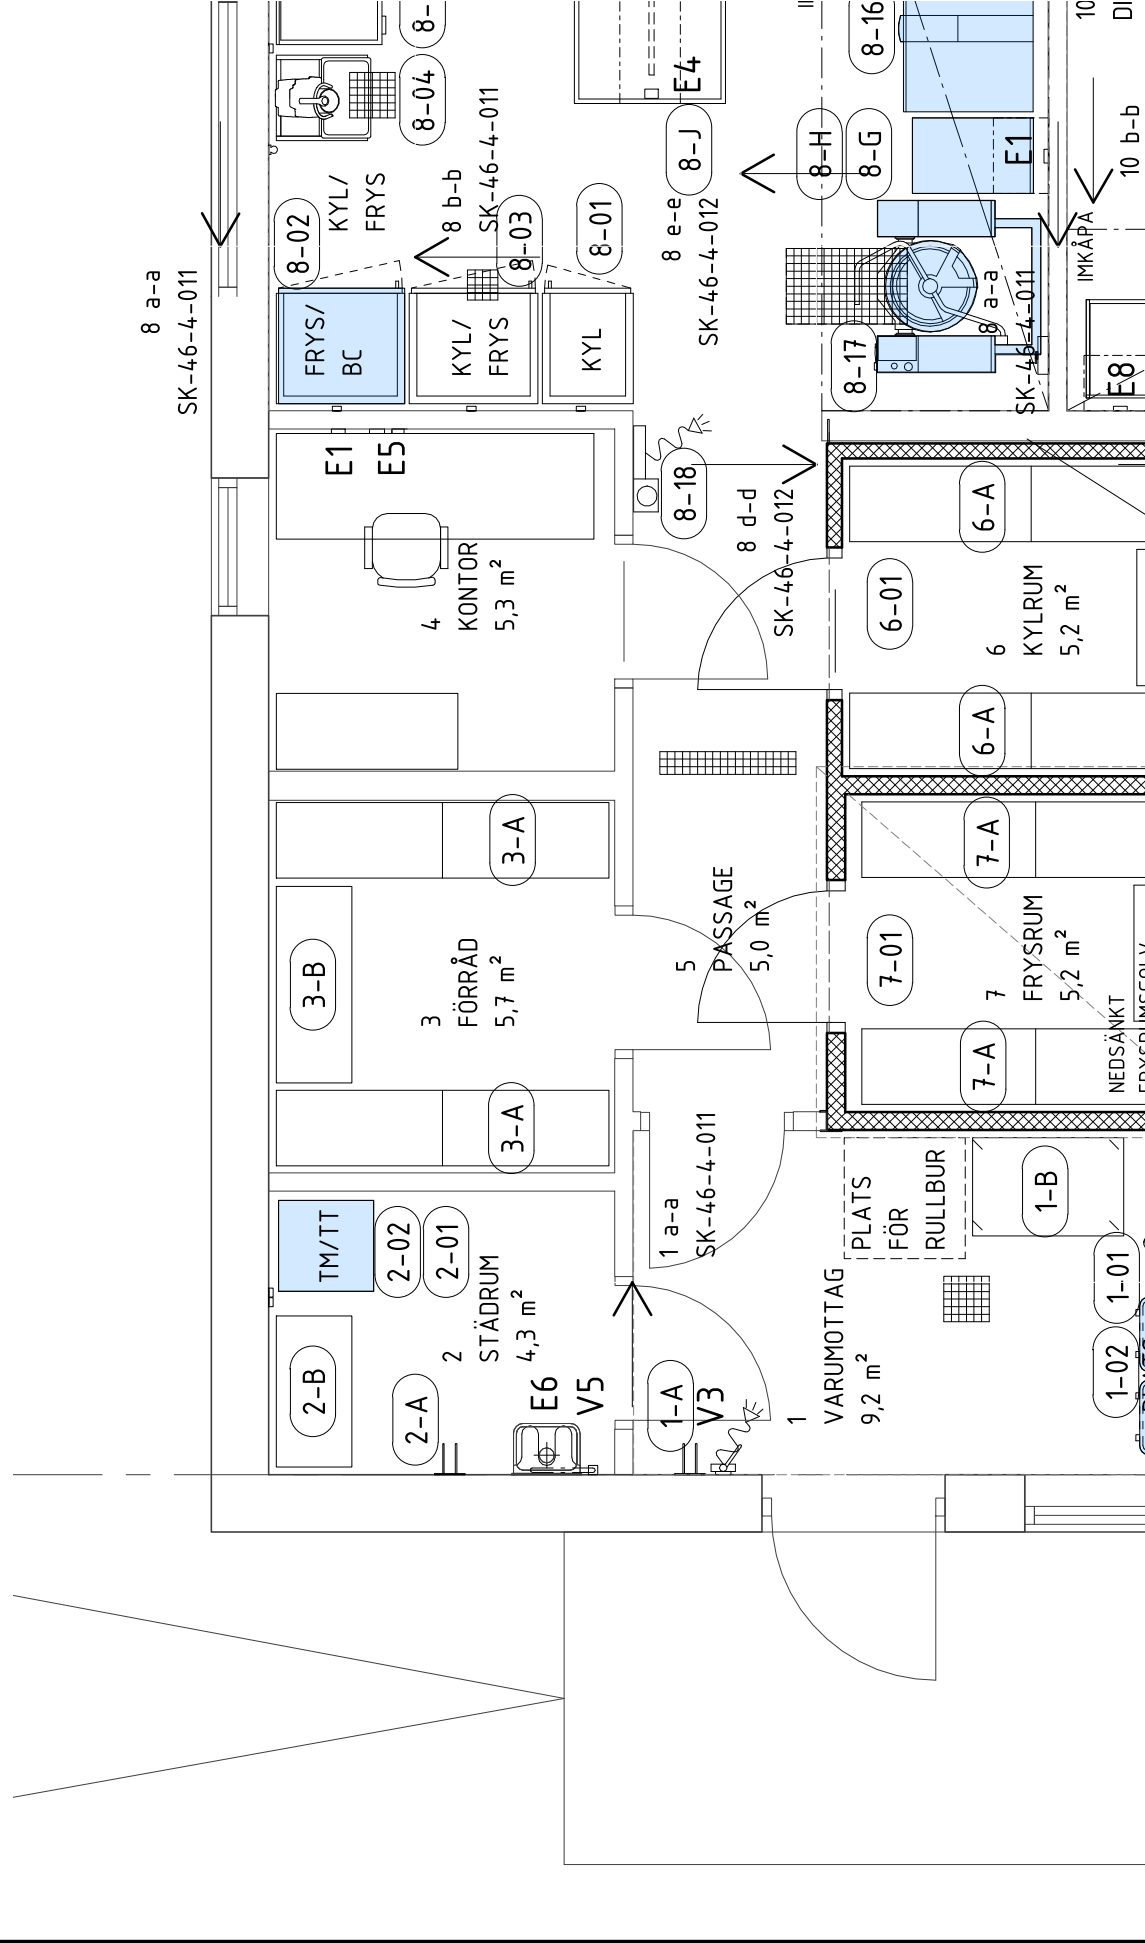 8-04
8-02
KYL/
FRYS
8 b-b
SK-46-4-011
8-03
8-01
8 a-a
SK-46-4-011
FRYS/
BC
KYL/
FRYS
KYL
E4
8-J
8 e-e
SK-46-4-012
8-16
8-H
8-G
E1
8-17
8 a-a
SK-46-4-011
10 b-b
IMKÅPA
E8
E1
E5
8-18
8 d-d
SK-46-4-012
4
KONTOR
5,3 m²
6-A
6-01
6
KYLRUM
5,2 m²
6-A
3-A
3-B
3
FÖRRÅD
5,7 m²
3-A
5
PASSAGE
5,0 m²
7-A
7-01
7
FRYSRUM
5,2 m²
7-A
NEDSÄNKT
FRYSRUMSGOLV
TM/TT
2-02
2-01
2
STÄDRUM
4,3 m²
2-B
2-A
E6
V5
1 a-a
SK-46-4-011
1-A
V3
1
VARUMOTTAG
9,2 m²
PLATS
FÖR
RULLBUR
1-B
1-01
1-02